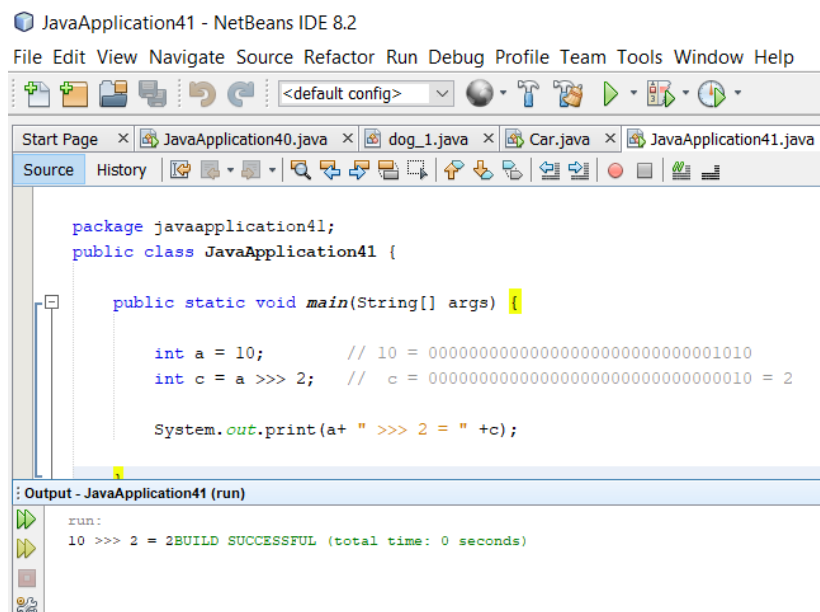 JavaApplication41 - NetBeans IDE 8.2
File Edit View Navigate Source Refactor Run Debug Profile Team Tools Window Help
<default config>
Start Page JavaApplication40.java dog_1.java Car.java JavaApplication41.java
Source History
package javaapplication41;
public class JavaApplication41 {
public static void main(String[] args) {
int a = 10; // 10 = 00000000000000000000000000001010
int c = a >>> 2; // c = 00000000000000000000000000000010 = 2
System.out.print(a+ " >>> 2 = " +c);
}
Output - JavaApplication41 (run)
run:
10 >>> 2 = 2BUILD SUCCESSFUL (total time: 0 seconds)